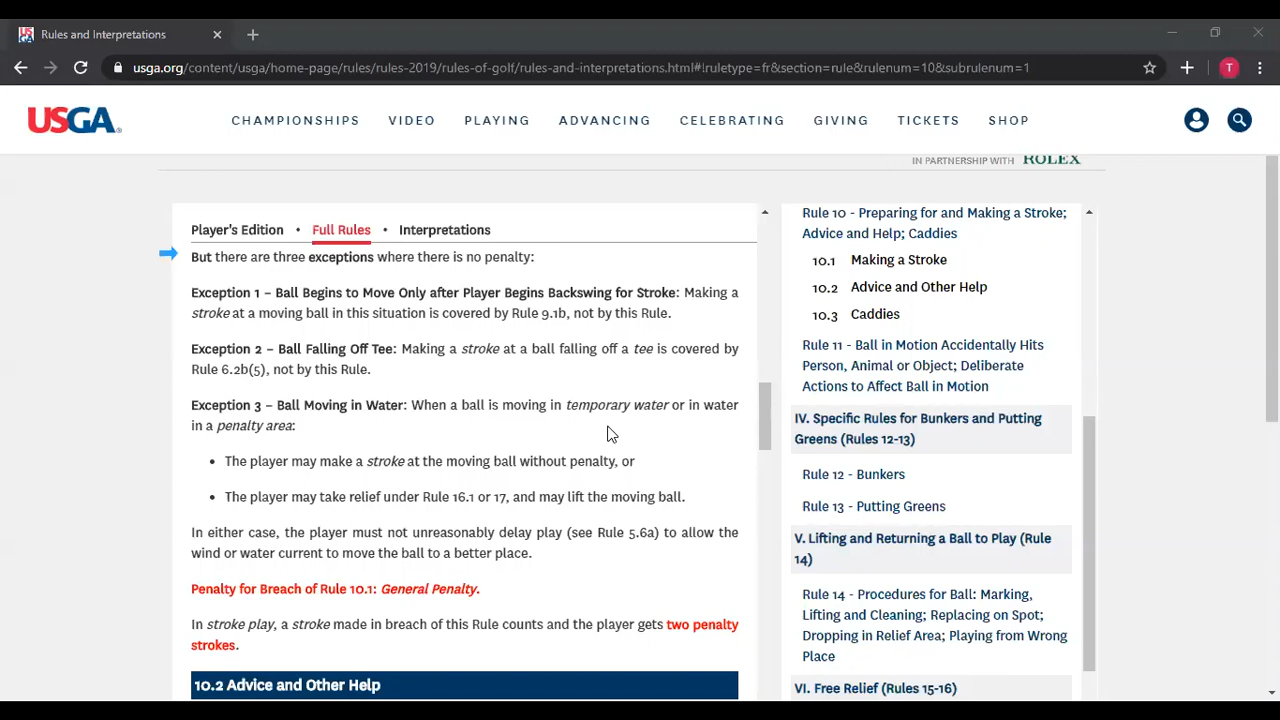 Rules and Interpretations
usga.org/content/usga/home-page/rules/rules-2019/rules-of-golf/rules-and-interpretations.html#!ruletype=fr&section=rule&rulenum=10&subrulenum=1
T
USGA
CHAMPIONSHIPS VIDEO PLAYING ADVANCING CELEBRATING GIVING TICKETS SHOP
IN PARTNERSHIP WITH ROLEX
Player's Edition • Full Rules • Interpretations
But there are three exceptions where there is no penalty:
Exception 1 – Ball Begins to Move Only after Player Begins Backswing for Stroke: Making a
stroke at a moving ball in this situation is covered by Rule 9.1b, not by this Rule.
Exception 2 – Ball Falling Off Tee: Making a stroke at a ball falling off a tee is covered by
Rule 6.2b(5), not by this Rule.
Exception 3 – Ball Moving in Water: When a ball is moving in temporary water or in water
in a penalty area:
• The player may make a stroke at the moving ball without penalty, or
• The player may take relief under Rule 16.1 or 17, and may lift the moving ball.
In either case, the player must not unreasonably delay play (see Rule 5.6a) to allow the
wind or water current to move the ball to a better place.
Penalty for Breach of Rule 10.1: General Penalty.
In stroke play, a stroke made in breach of this Rule counts and the player gets two penalty
strokes.
10.2 Advice and Other Help
Rule 10 - Preparing for and Making a Stroke;
Advice and Help; Caddies
10.1 Making a Stroke
10.2 Advice and Other Help
10.3 Caddies
Rule 11 - Ball in Motion Accidentally Hits
Person, Animal or Object; Deliberate
Actions to Affect Ball in Motion
IV. Specific Rules for Bunkers and Putting
Greens (Rules 12-13)
Rule 12 - Bunkers
Rule 13 - Putting Greens
V. Lifting and Returning a Ball to Play (Rule
14)
Rule 14 - Procedures for Ball: Marking,
Lifting and Cleaning; Replacing on Spot;
Dropping in Relief Area; Playing from Wrong
Place
VI. Free Relief (Rules 15-16)